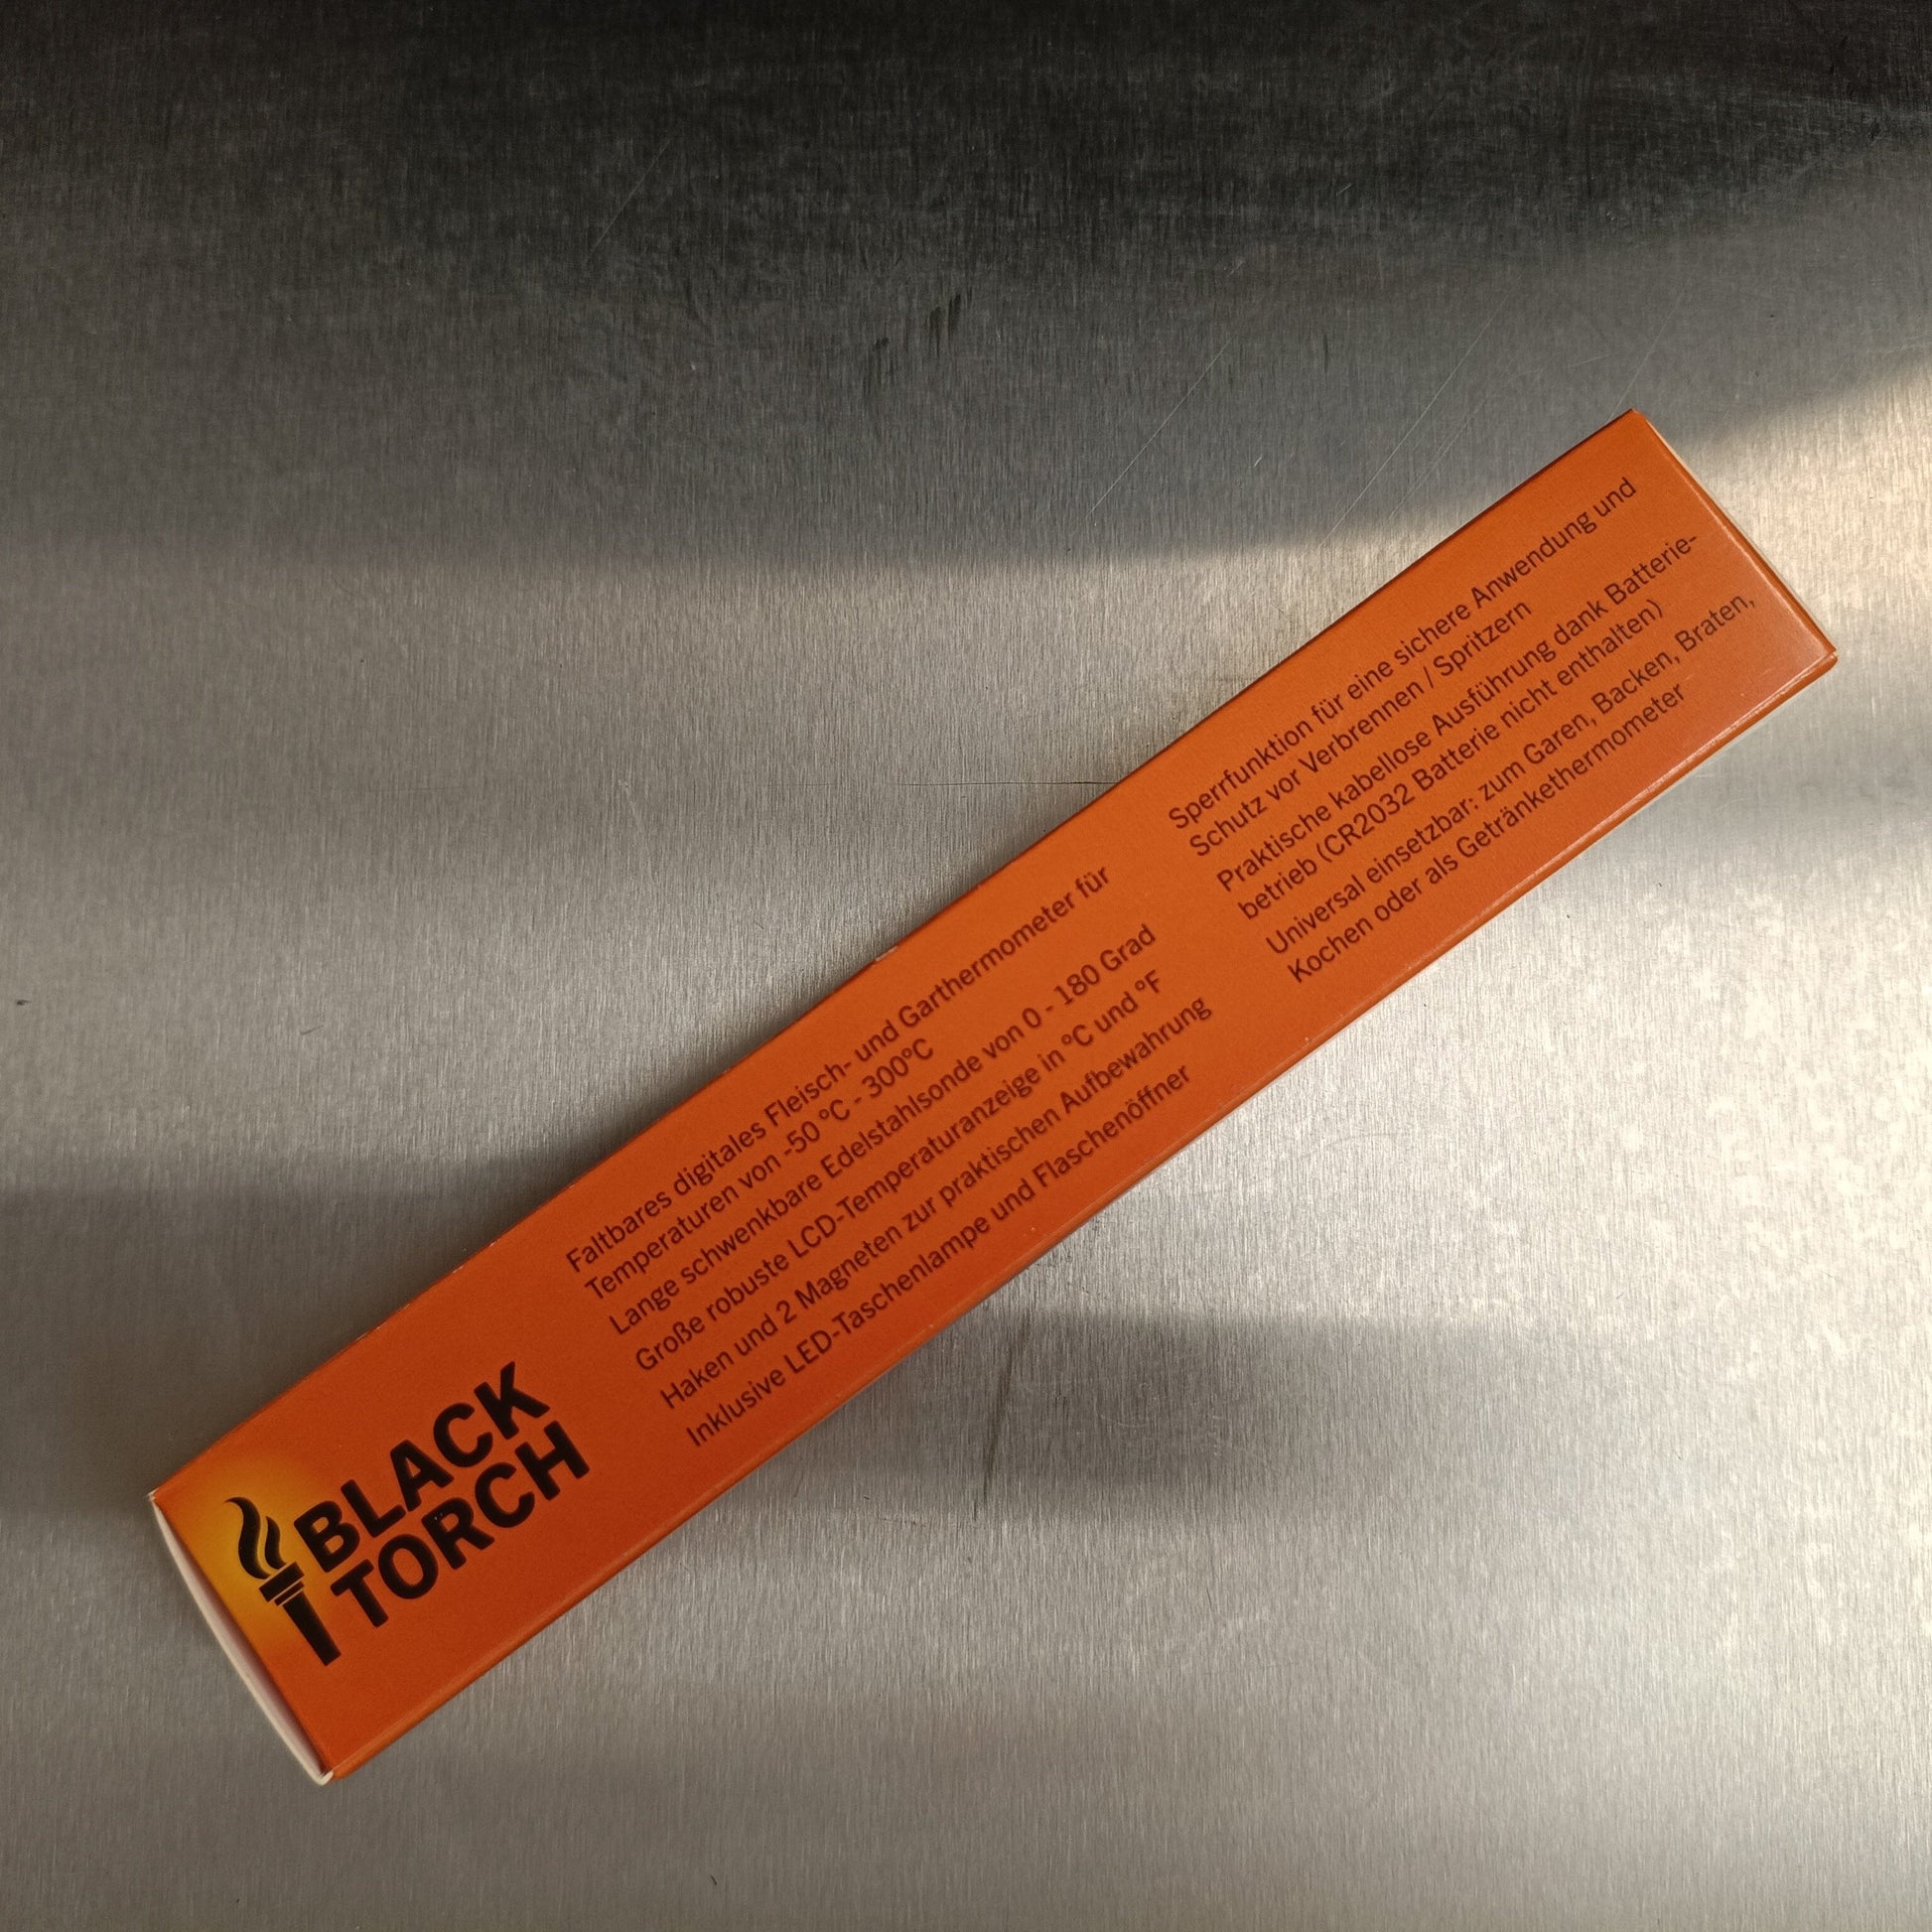 BLACK
TORCH
Faltbares digitales Fleisch- und Garthermometer für
Temperaturen von -50 °C - 300°C
Lange schwenkbare Edelstahlsonde von 0 - 180 Grad
Große robuste LCD-Temperaturanzeige in °C und °F
Haken und 2 Magneten zur praktischen Aufbewahrung
Inklusive LED-Taschenlampe und Flaschenöffner
Sperrfunktion für eine sichere Anwendung und
Schutz vor Verbrennen / Spritzern
Praktische kabellose Ausführung dank Batterie-
betrieb (CR2032 Batterie nicht enthalten)
Universal einsetzbar: zum Garen, Backen, Braten,
Kochen oder als Getränkethermometer